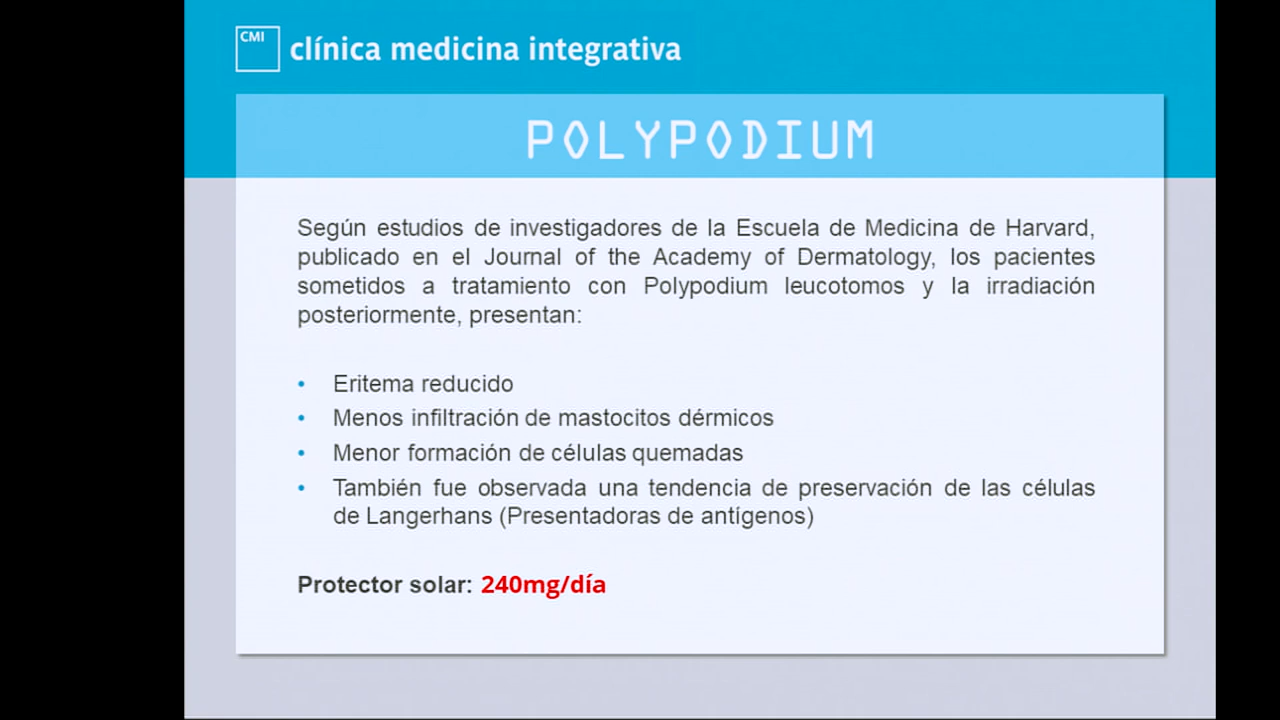 CMI
clínica medicina integrativa
POLYPODIUM
Según estudios de investigadores de la Escuela de Medicina de Harvard,
publicado en el Journal of the Academy of Dermatology, los pacientes
sometidos a tratamiento con Polypodium leucotomos y la irradiación
posteriormente, presentan:
• Eritema reducido
• Menos infiltración de mastocitos dérmicos
• Menor formación de células quemadas
• También fue observada una tendencia de preservación de las células
de Langerhans (Presentadoras de antígenos)
Protector solar: 240mg/día